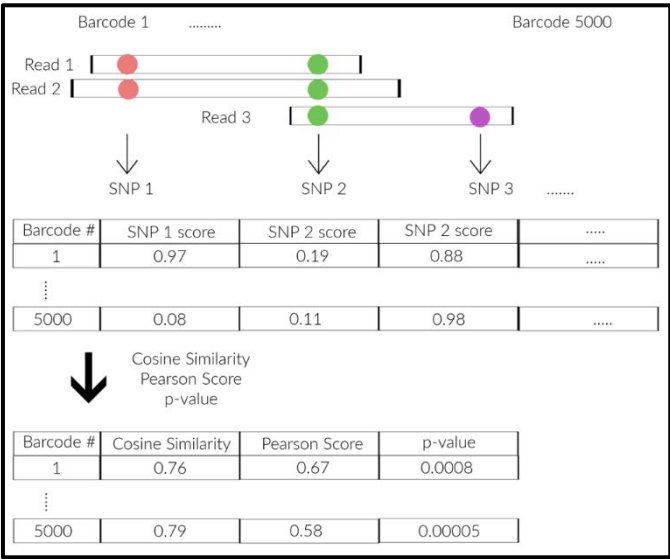 Barcode 1 ......... Barcode 5000
Read 1
Read 2
Read 3
SNP 1 SNP 2 SNP 3 .......
Barcode # SNP 1 score SNP 2 score SNP 2 score .....
1 0.97 0.19 0.88 .....
5000 0.08 0.11 0.98 .....
Cosine Similarity
Pearson Score
p-value
Barcode # Cosine Similarity Pearson Score p-value
1 0.76 0.67 0.0008
5000 0.79 0.58 0.00005